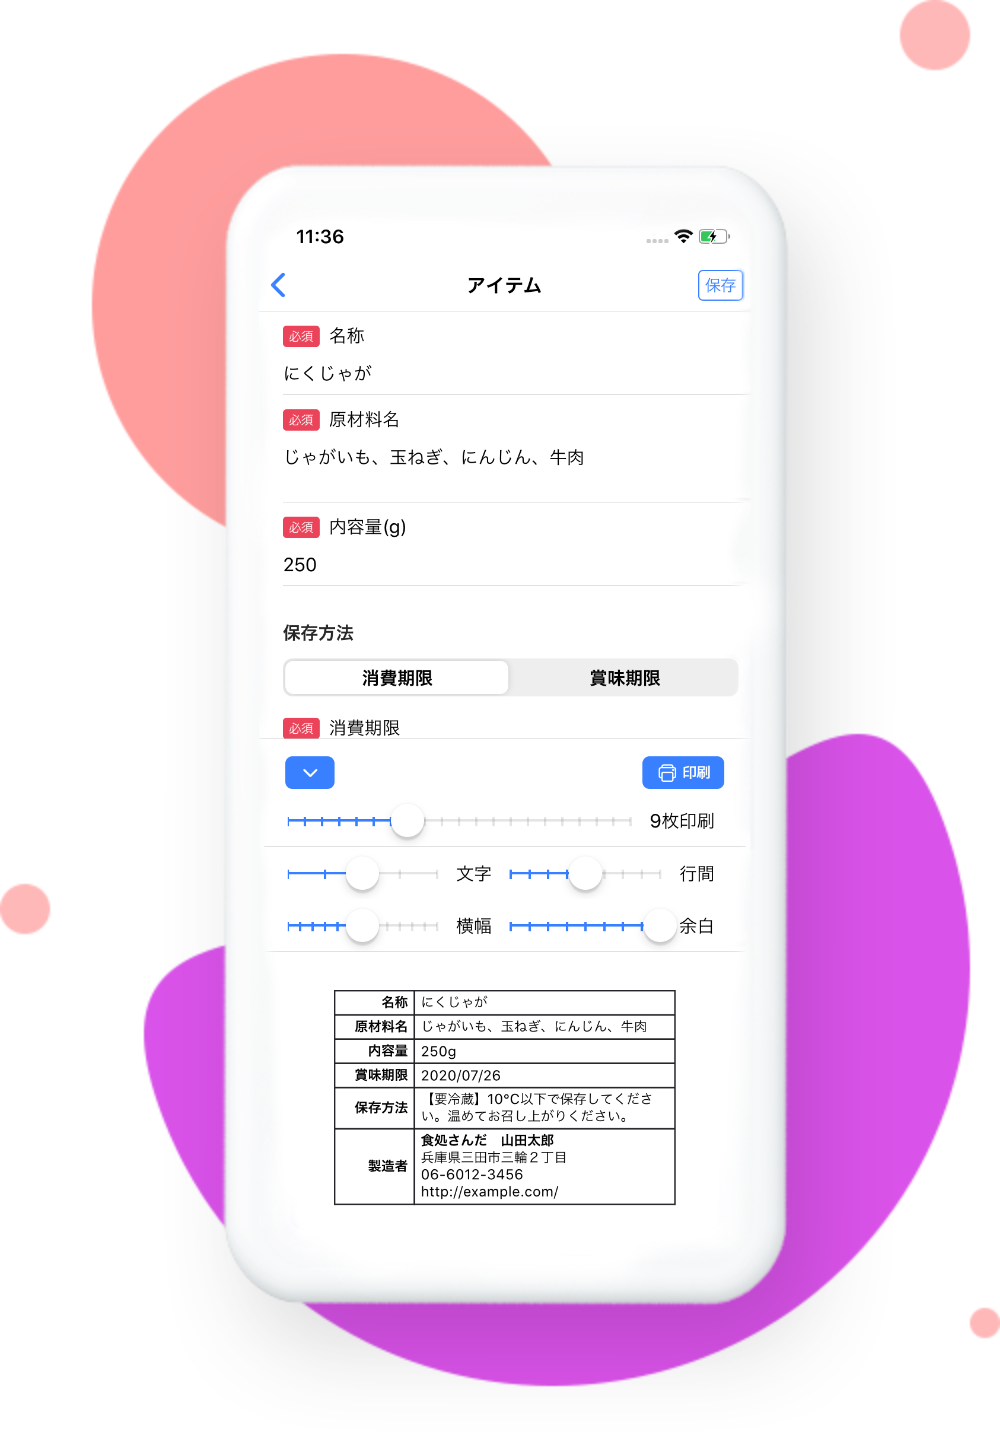 11:36
アイテム
保存
必須 名称
にくじゃが
必須 原材料名
じゃがいも、玉ねぎ、にんじん、牛肉
必須 内容量(g)
250
保存方法
消費期限 賞味期限
必須 消費期限
印刷
9枚印刷
文字 行間
横幅 余白
名称 にくじゃが
原材料名 じゃがいも、玉ねぎ、にんじん、牛肉
内容量 250g
賞味期限 2020/07/26
保存方法 【要冷蔵】10°C以下で保存してくださ
い。温めてお召し上がりください。
製造者 食処さんだ　山田太郎
兵庫県三田市三輪２丁目
06-6012-3456
http://example.com/